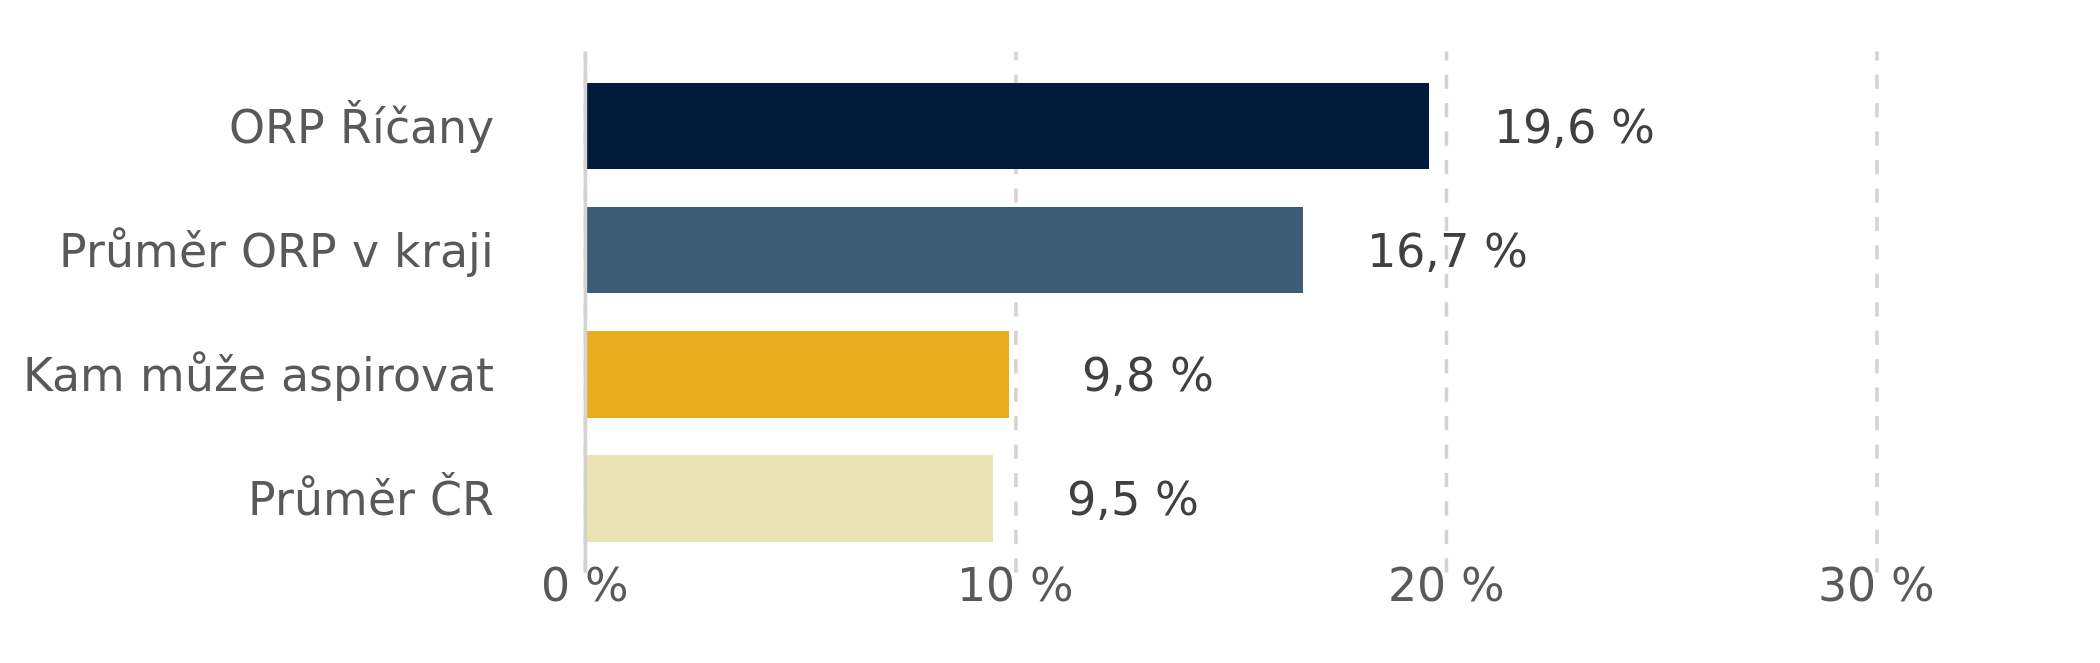 ORP Říčany 19,6 %
Průměr ORP v kraji 16,7 %
Kam může aspirovat 9,8 %
Průměr ČR 9,5 %
0 % 10 % 20 % 30 %